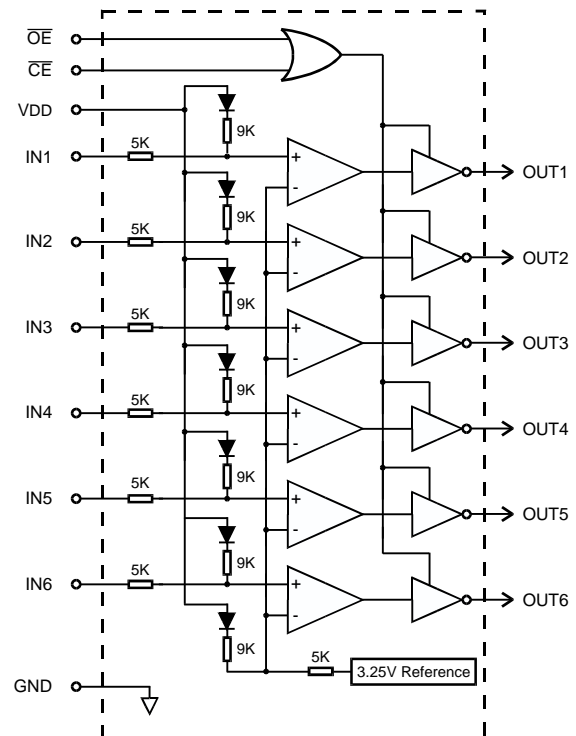 OE
CE
VDD
9K
IN1
5K
+
-
OUT1
9K
IN2
5K
+
-
OUT2
9K
IN3
5K
+
-
OUT3
9K
IN4
5K
+
-
OUT4
9K
IN5
5K
+
-
OUT5
9K
IN6
5K
+
-
OUT6
9K
5K
3.25V Reference
GND